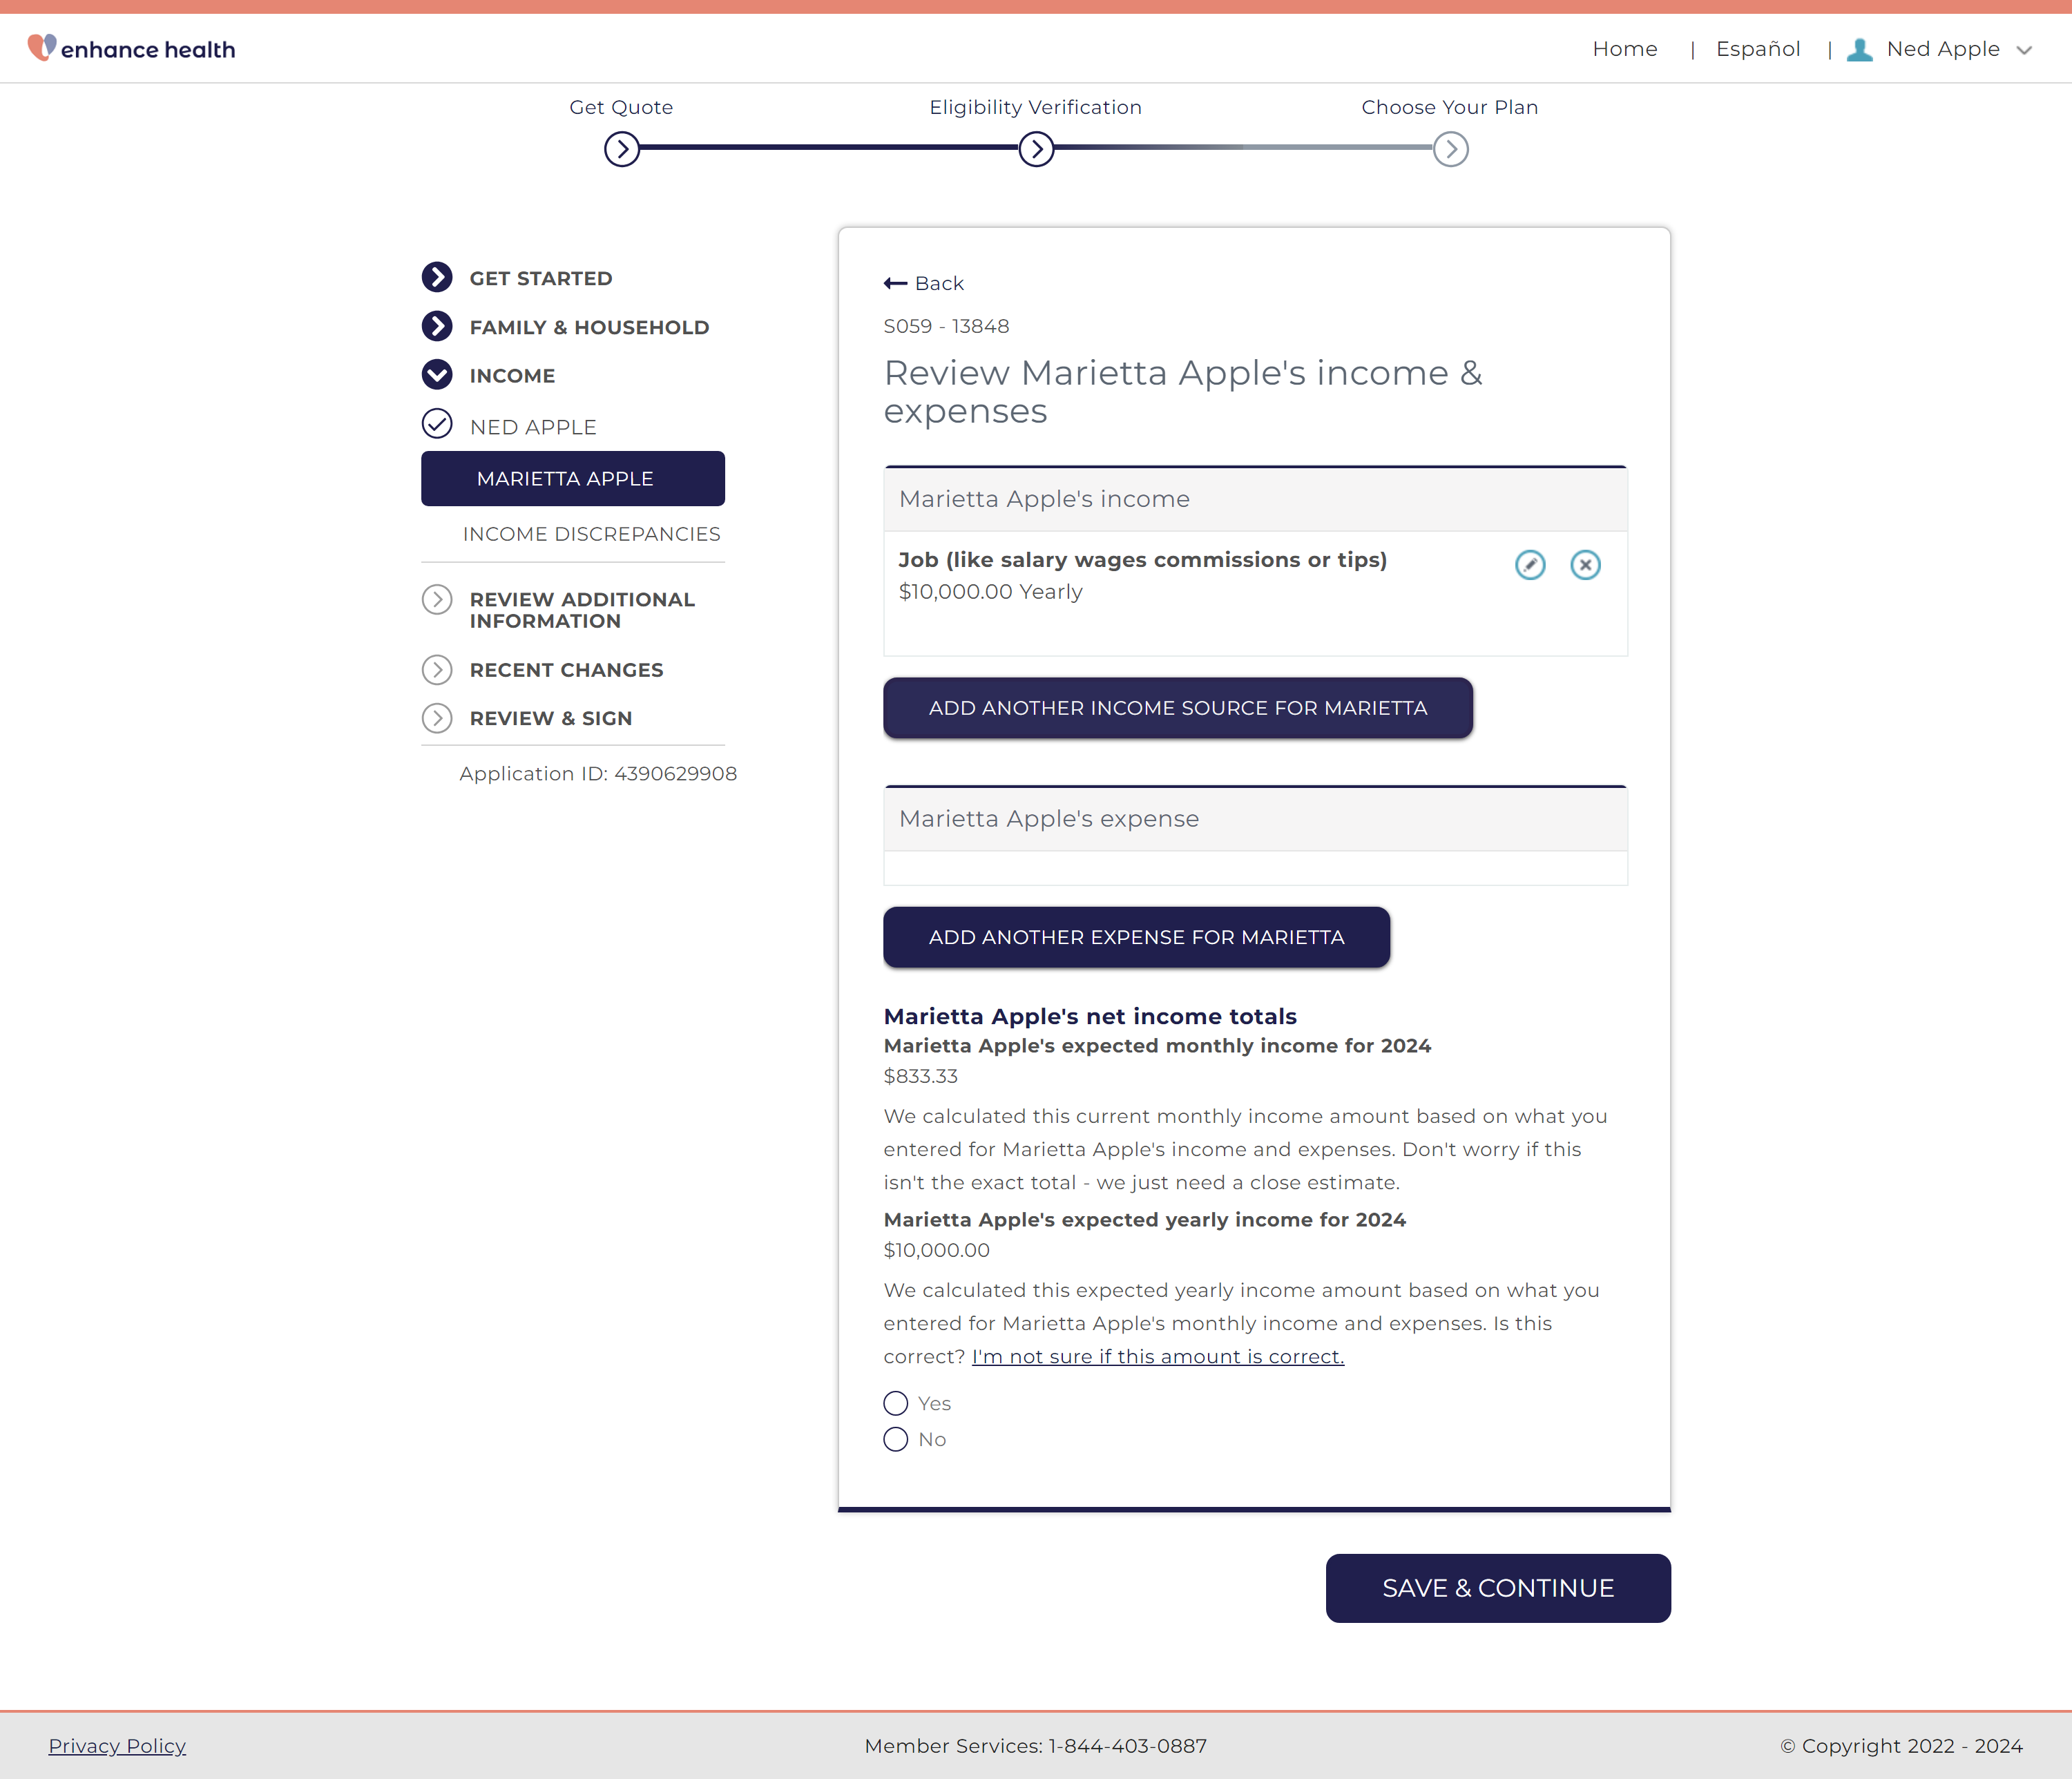 enhance health
Home | Español | Ned Apple
Get Quote
Eligibility Verification
Choose Your Plan
GET STARTED
FAMILY & HOUSEHOLD
INCOME
NED APPLE
MARIETTA APPLE
INCOME DISCREPANCIES
REVIEW ADDITIONAL
INFORMATION
RECENT CHANGES
REVIEW & SIGN
Application ID: 4390629908
Back
S059 - 13848
Review Marietta Apple's income &
expenses
Marietta Apple's income
Job (like salary wages commissions or tips)
$10,000.00 Yearly
ADD ANOTHER INCOME SOURCE FOR MARIETTA
Marietta Apple's expense
ADD ANOTHER EXPENSE FOR MARIETTA
Marietta Apple's net income totals
Marietta Apple's expected monthly income for 2024
$833.33
We calculated this current monthly income amount based on what you
entered for Marietta Apple's income and expenses. Don't worry if this
isn't the exact total - we just need a close estimate.
Marietta Apple's expected yearly income for 2024
$10,000.00
We calculated this expected yearly income amount based on what you
entered for Marietta Apple's monthly income and expenses. Is this
correct? I'm not sure if this amount is correct.
Yes
No
SAVE & CONTINUE
Privacy Policy
Member Services: 1-844-403-0887
© Copyright 2022 - 2024